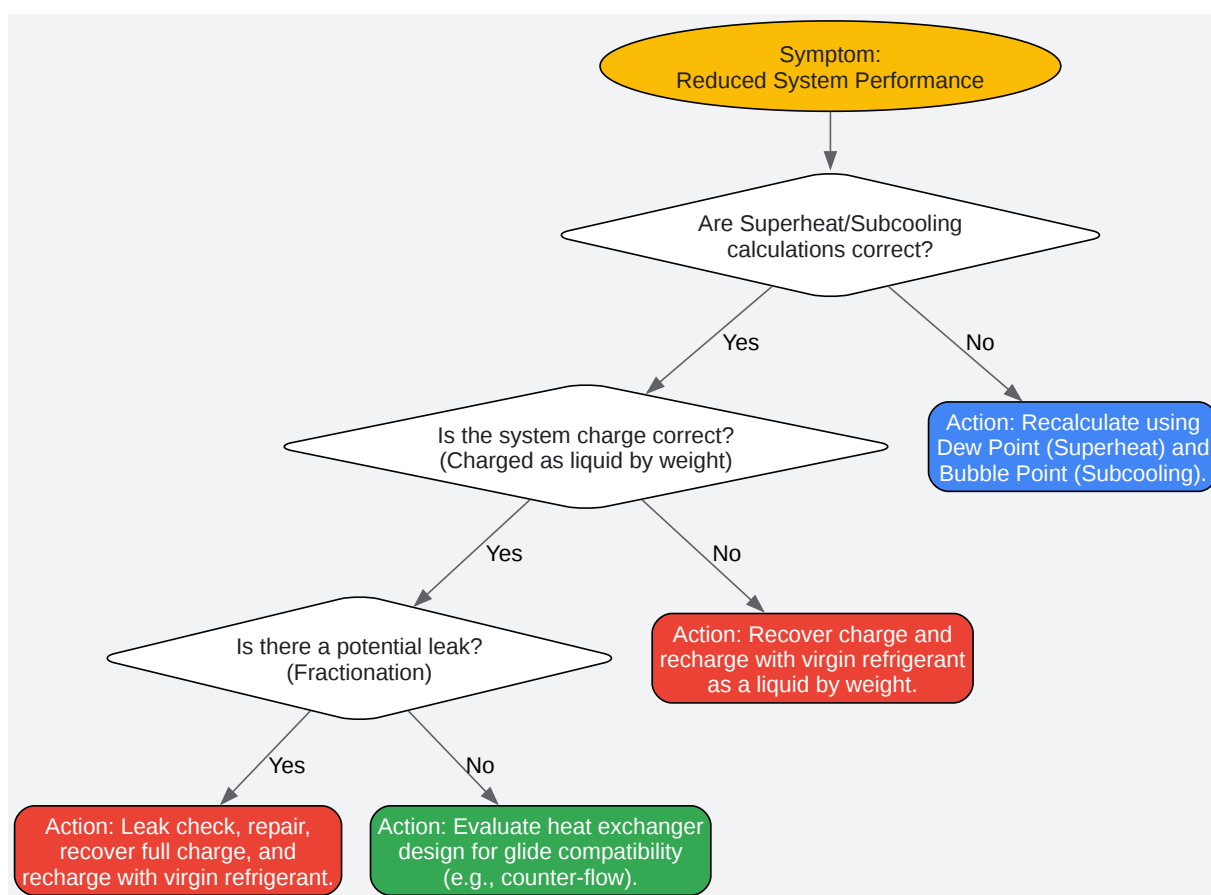 Symptom:
Reduced System Performance
Are Superheat/Subcooling
calculations correct?
Yes
No
Is the system charge correct?
(Charged as liquid by weight)
Action: Recalculate using
Dew Point (Superheat) and
Bubble Point (Subcooling).
Yes
No
Is there a potential leak?
(Fractionation)
Action: Recover charge and
recharge with virgin refrigerant
as a liquid by weight.
Yes
No
Action: Leak check, repair,
recover full charge, and
recharge with virgin refrigerant.
Action: Evaluate heat exchanger
design for glide compatibility
(e.g., counter-flow).